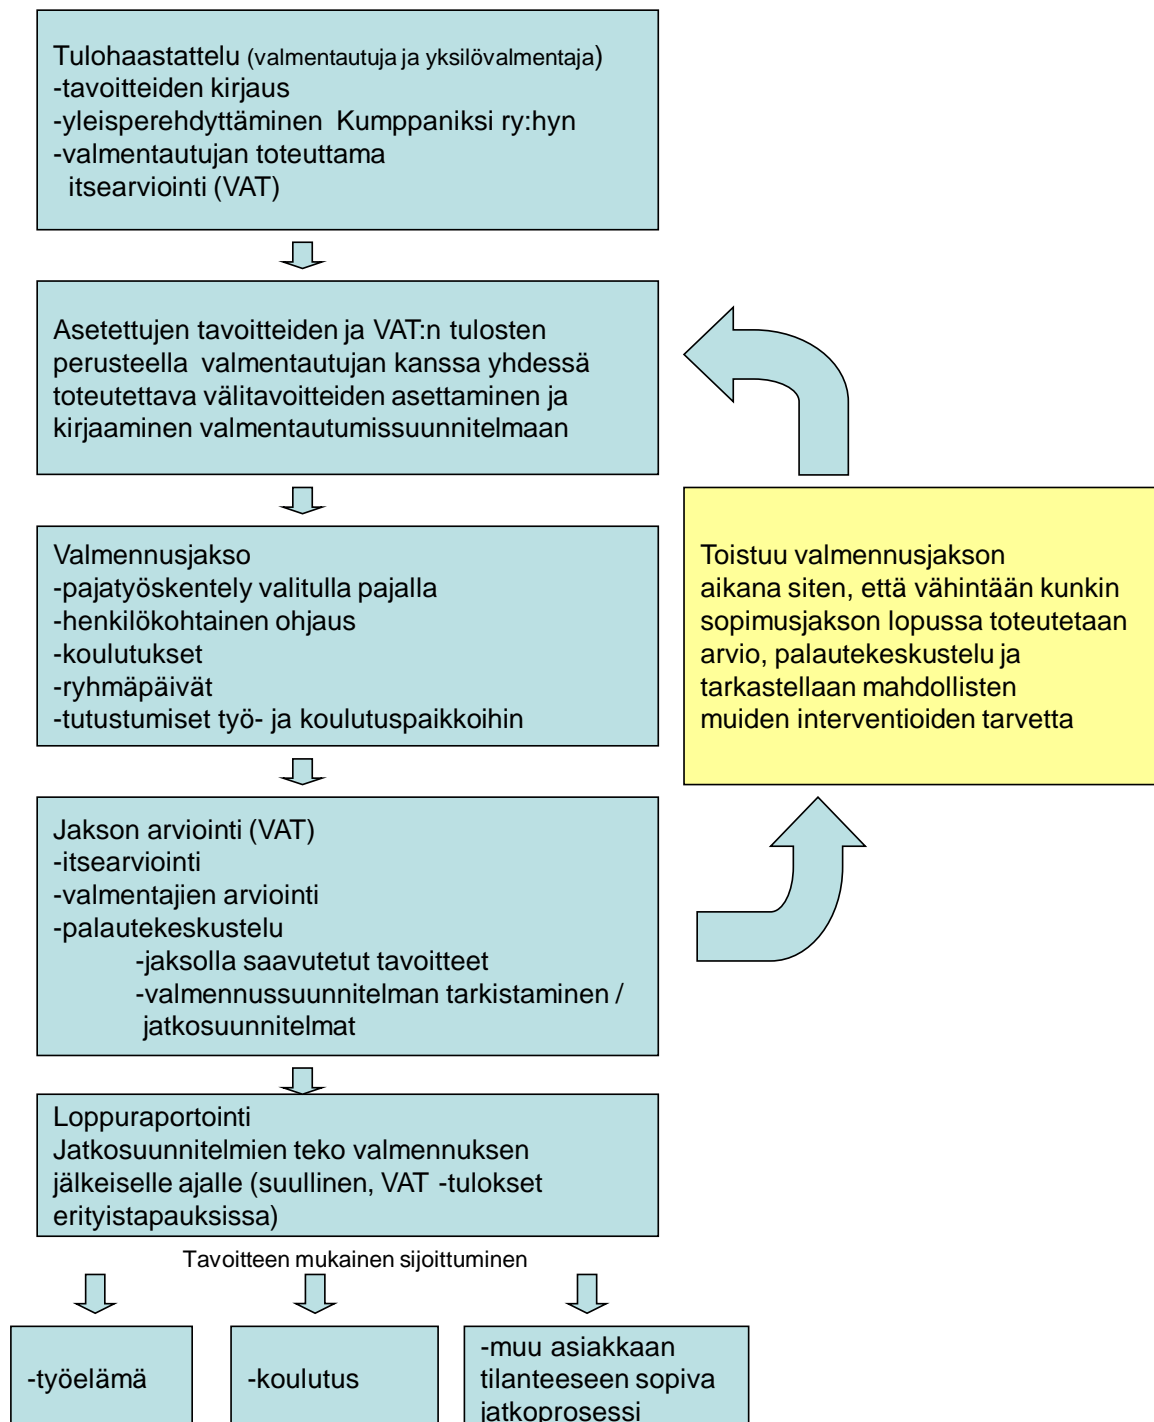 Tulohaastattelu (valmentautuja ja yksilövalmentaja)
-tavoitteiden kirjaus
-yleisperehdyttäminen Kumppaniksi ry:hyn
-valmentautujan toteuttama
itsearviointi (VAT)
Asetettujen tavoitteiden ja VAT:n tulosten
perusteella valmentautujan kanssa yhdessä
toteutettava välitavoitteiden asettaminen ja
kirjaaminen valmentautumissuunnitelmaan
Valmennusjakso
-pajatyöskentely valitulla pajalla
-henkilökohtainen ohjaus
-koulutukset
-ryhmäpäivät
-tutustumiset työ- ja koulutuspaikkoihin
Toistuu valmennusjakson
aikana siten, että vähintään kunkin
sopimusjakson lopussa toteutetaan
arvio, palautekeskustelu ja
tarkastellaan mahdollisten
muiden interventioiden tarvetta
Jakson arviointi (VAT)
-itsearviointi
-valmentajien arviointi
-palautekeskustelu
-jaksolla saavutetut tavoitteet
-valmennussuunnitelman tarkistaminen /
jatkosuunnitelmat
Loppuraportointi
Jatkosuunnitelmien teko valmennuksen
jälkeiselle ajalle (suullinen, VAT -tulokset
erityistapauksissa)
Tavoitteen mukainen sijoittuminen
-työelämä
-koulutus
-muu asiakkaan
tilanteeseen sopiva
jatkoprosessi